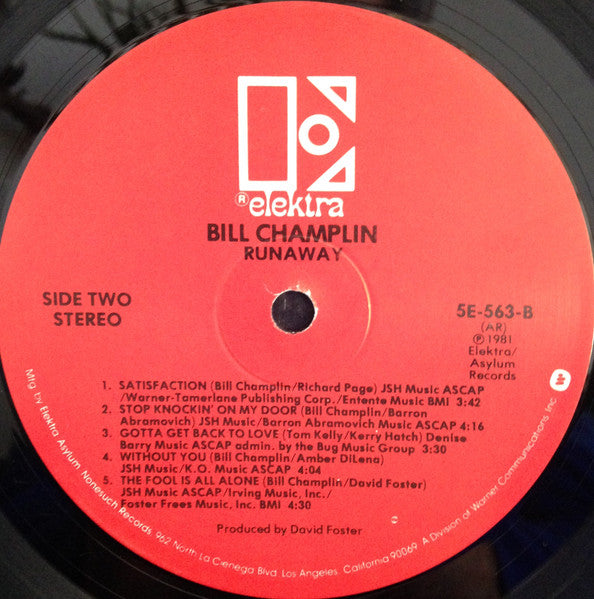 ® elektra
BILL CHAMPLIN
RUNAWAY
SIDE TWO
STEREO
5E-563-B
(AR)
℗ 1981
Elektra/
Asylum
Records
1. SATISFACTION (Bill Champlin/Richard Page) JSH Music ASCAP
/Warner-Tamerlane Publishing Corp./Entente Music BMI 3:42
2. STOP KNOCKIN' ON MY DOOR (Bill Champlin/Barron
Abramovich) JSH Music/Barron Abramovich Music ASCAP 4:16
3. GOTTA GET BACK TO LOVE (Tom Kelly/Kerry Hatch) Denise
Barry Music ASCAP admin. by the Bug Music Group 3:30
4. WITHOUT YOU (Bill Champlin/Amber DiLena)
JSH Music/K.O. Music ASCAP 4:04
5. THE FOOL IS ALL ALONE (Bill Champlin/David Foster)
JSH Music ASCAP/Irving Music, Inc./
Foster Frees Music, Inc. BMI 4:30
Produced by David Foster
Mfg by Elektra Asylum Nonesuch Records, 962 North La Cienega Blvd. Los Angeles, California 90069. A Division of Warner Communications, Inc.